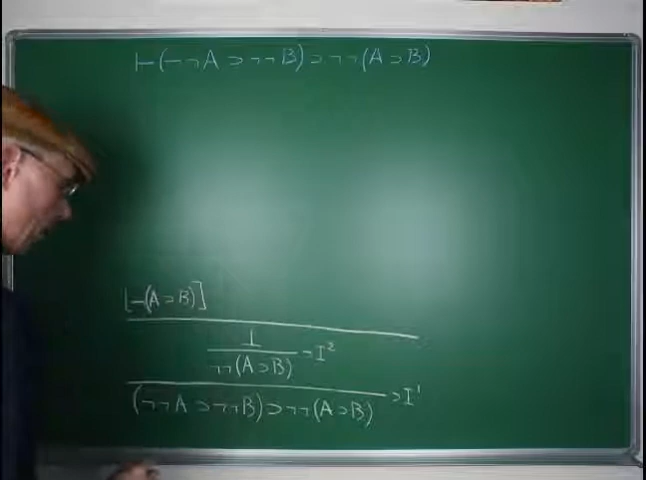 ⊢(¬¬A ⊃ ¬¬B) ⊃ ¬¬(A ⊃ B)
[¬(A ⊃ B)]
⊥
¬¬(A ⊃ B) ⊃I²
(¬¬A ⊃ ¬¬B) ⊃ ¬¬(A ⊃ B) ⊃I¹